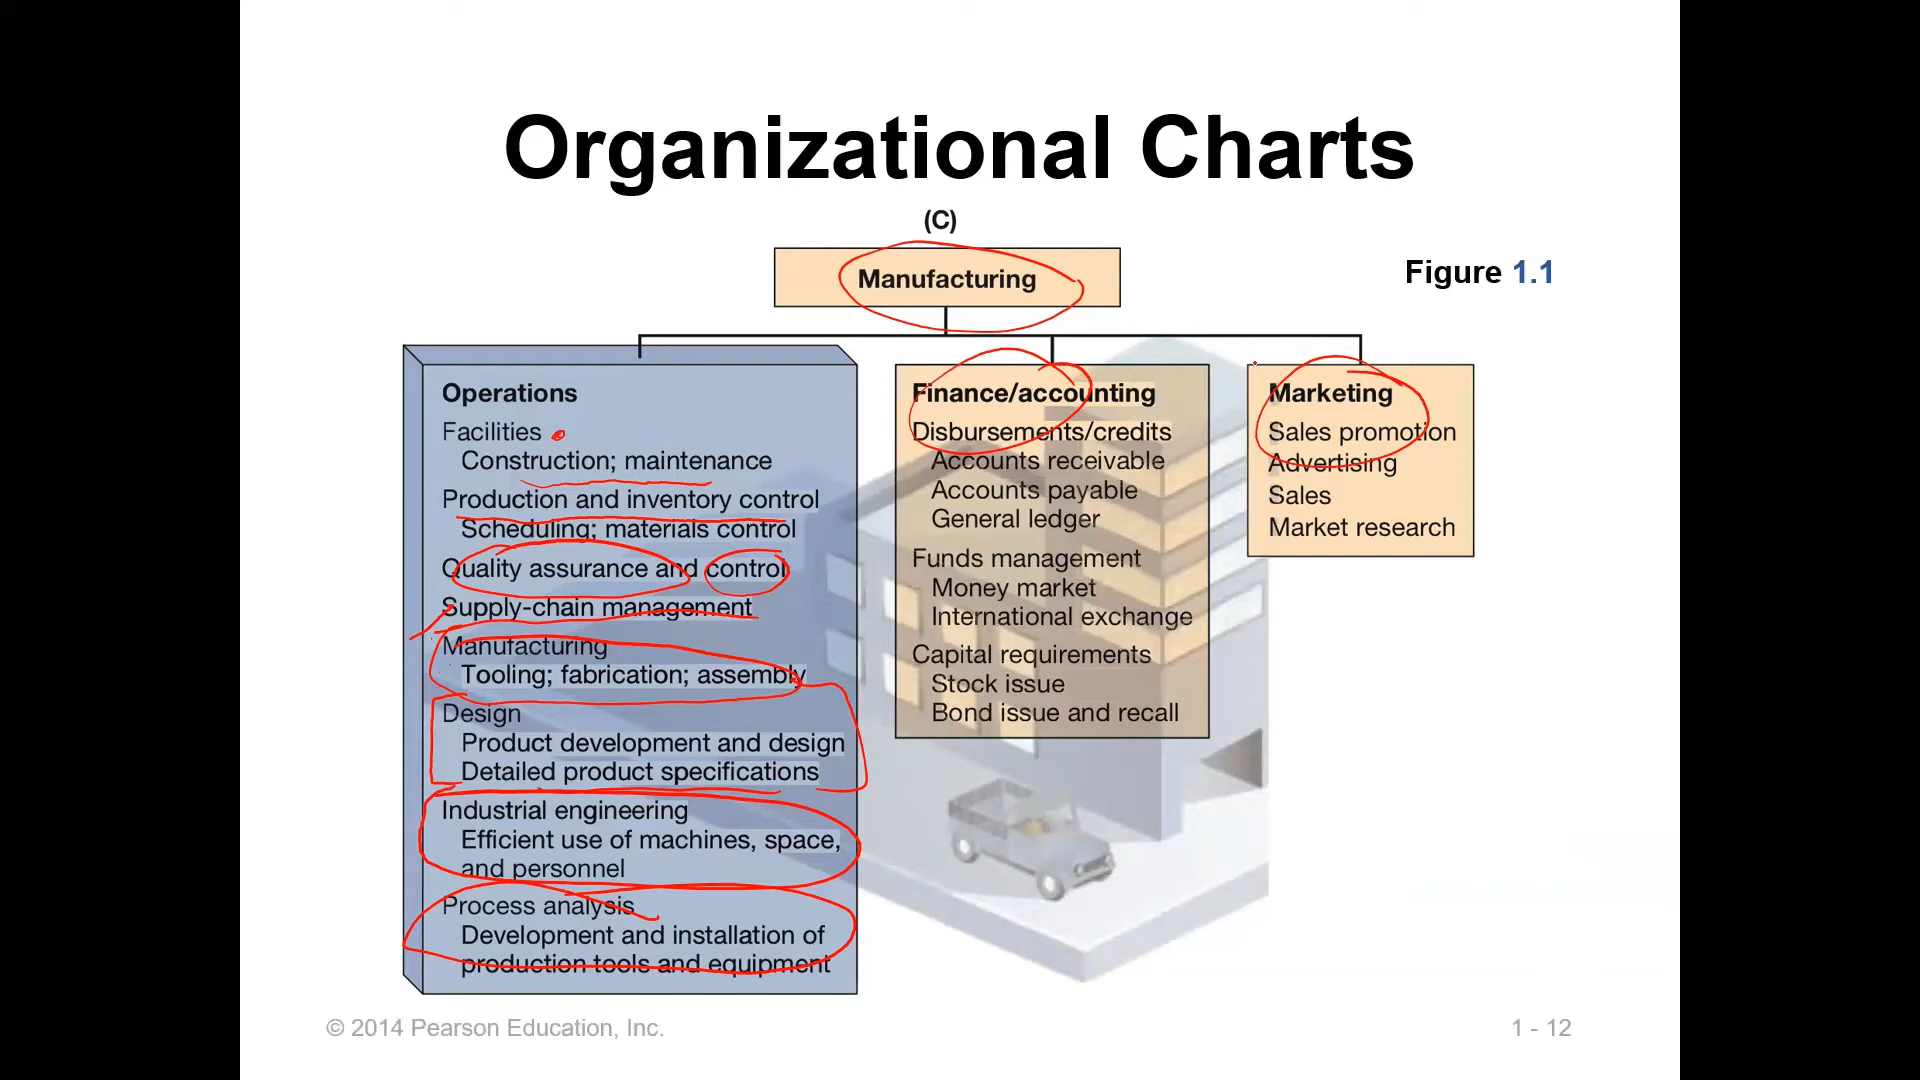 Organizational Charts
(C)
Manufacturing
Figure 1.1
Operations
Facilities
Construction; maintenance
Production and inventory control
Scheduling; materials control
Quality assurance and control
Supply-chain management
Manufacturing
Tooling; fabrication; assembly
Design
Product development and design
Detailed product specifications
Industrial engineering
Efficient use of machines, space,
and personnel
Process analysis
Development and installation of
production tools and equipment
Finance/accounting
Disbursements/credits
Accounts receivable
Accounts payable
General ledger
Funds management
Money market
International exchange
Capital requirements
Stock issue
Bond issue and recall
Marketing
Sales promotion
Advertising
Sales
Market research
© 2014 Pearson Education, Inc.
1 - 12